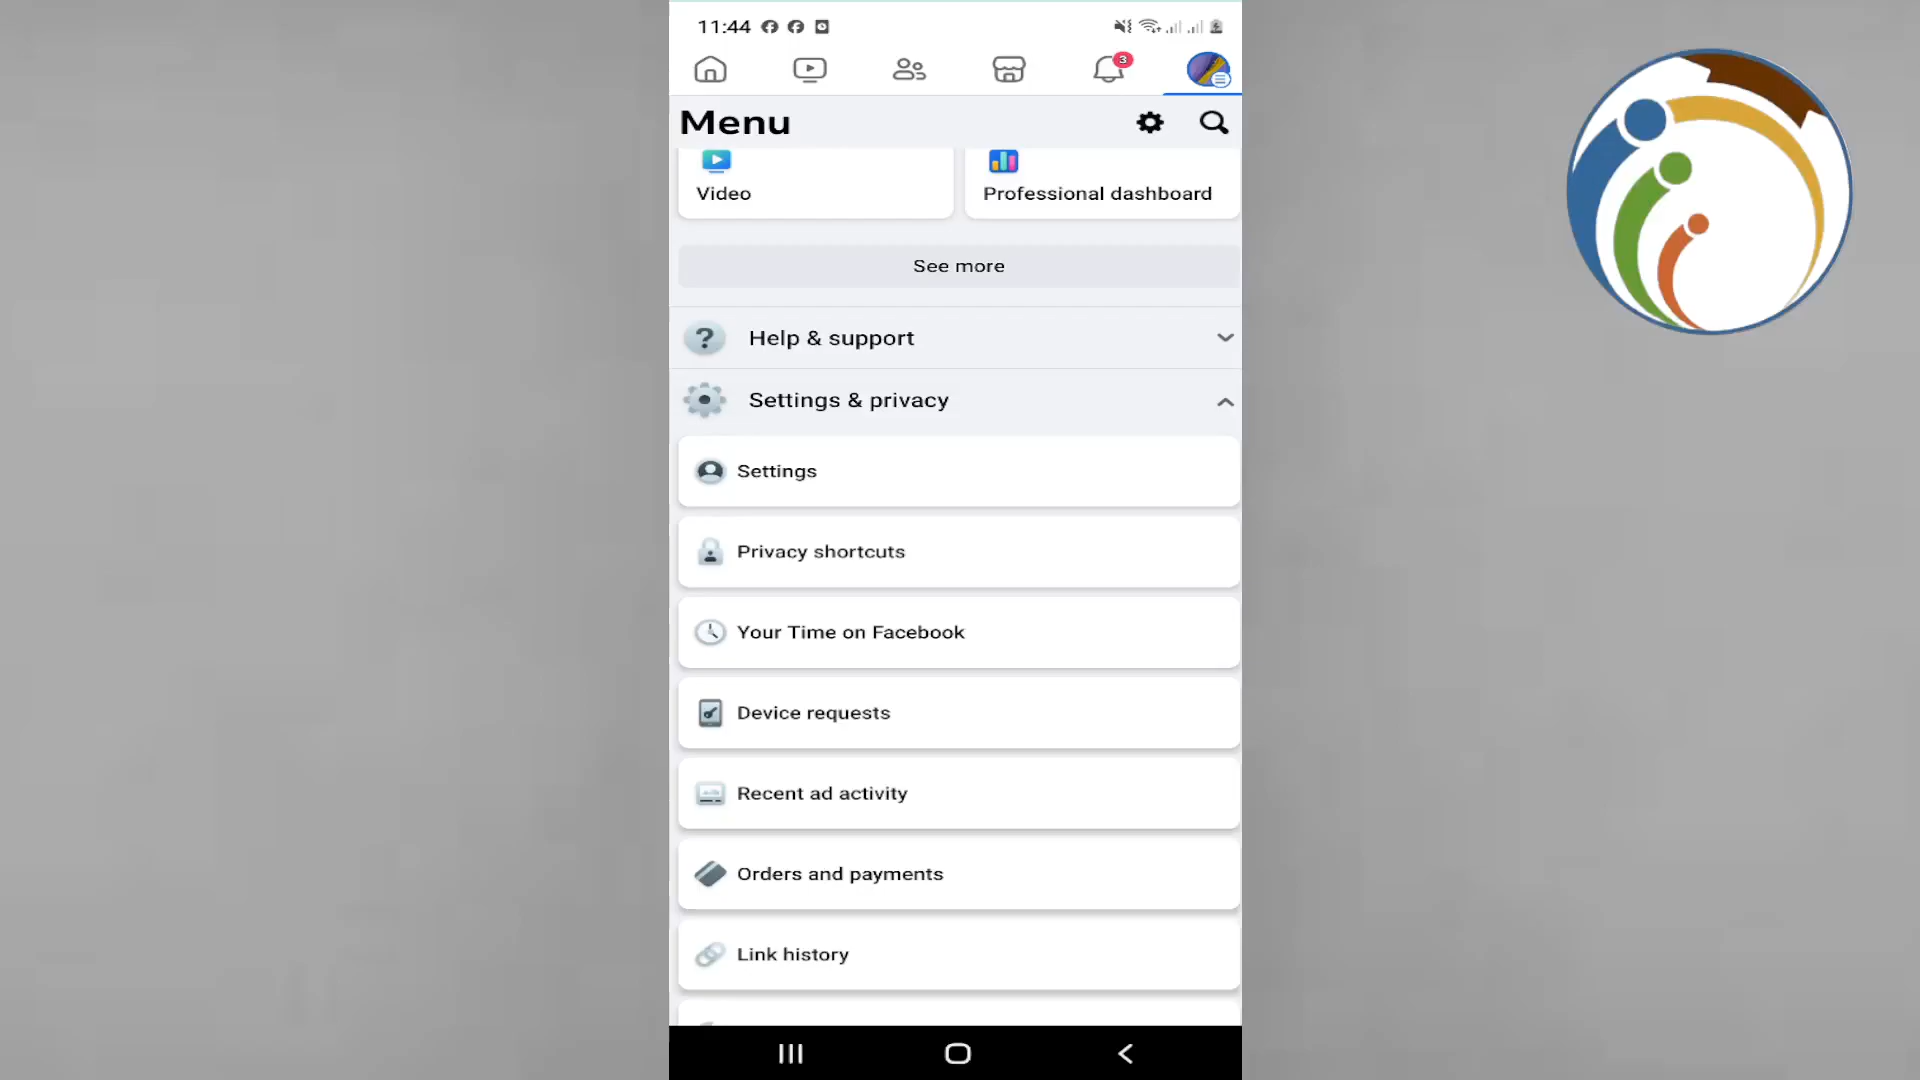 11:44
3
Menu
Video
Professional dashboard
See more
Help & support
Settings & privacy
Settings
Privacy shortcuts
Your Time on Facebook
Device requests
Recent ad activity
Orders and payments
Link history